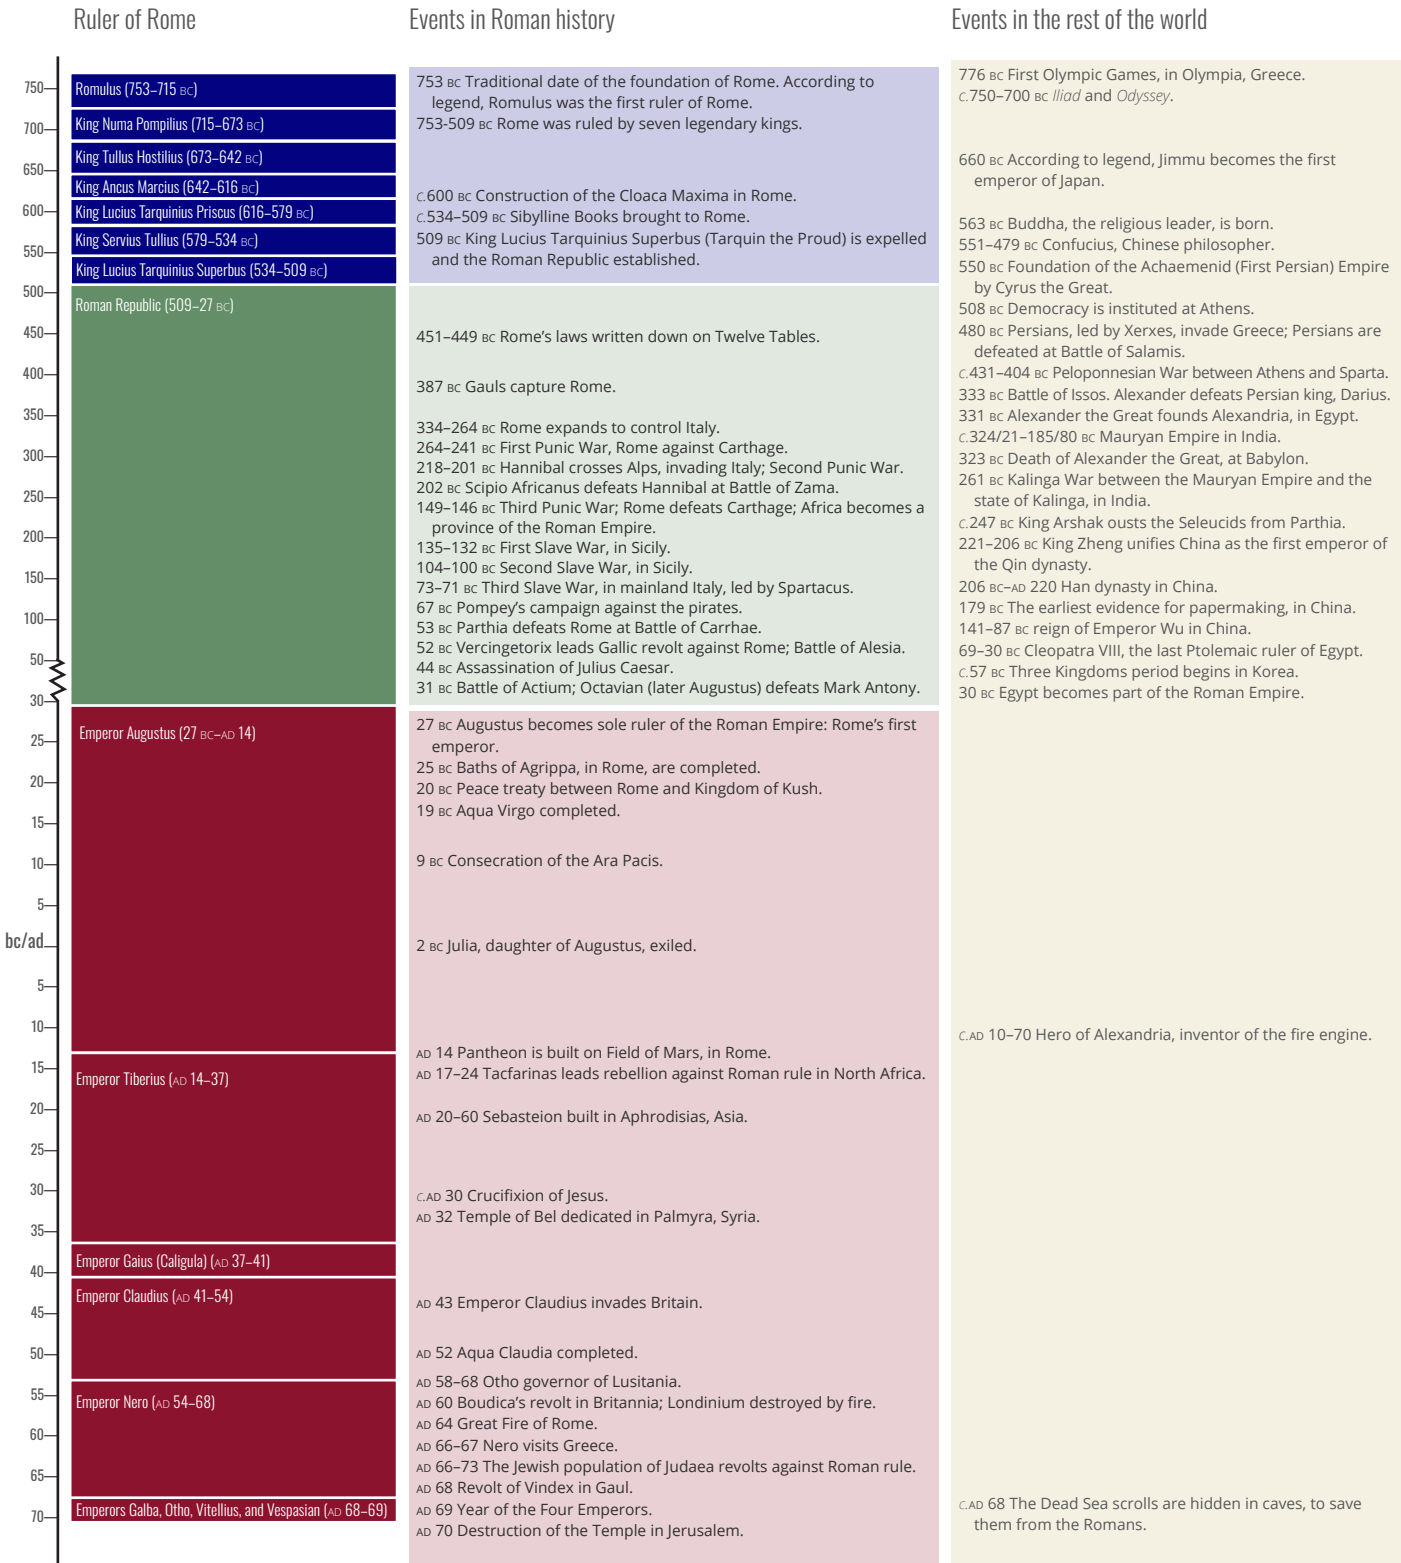 Ruler of Rome
Events in Roman history
Events in the rest of the world
750
700
650
600
550
500
450
400
350
300
250
200
150
100
50
30
25
20
15
10
5
bc/ad
5
10
15
20
25
30
35
40
45
50
55
60
65
70
Romulus (753–715 BC)
King Numa Pompilius (715–673 BC)
King Tullus Hostilius (673–642 BC)
King Ancus Marcius (642–616 BC)
King Lucius Tarquinius Priscus (616–579 BC)
King Servius Tullius (579–534 BC)
King Lucius Tarquinius Superbus (534–509 BC)
Roman Republic (509–27 BC)
Emperor Augustus (27 BC–AD 14)
Emperor Tiberius (AD 14–37)
Emperor Gaius (Caligula) (AD 37–41)
Emperor Claudius (AD 41–54)
Emperor Nero (AD 54–68)
Emperors Galba, Otho, Vitellius, and Vespasian (AD 68–69)
753 BC Traditional date of the foundation of Rome. According to
legend, Romulus was the first ruler of Rome.
753-509 BC Rome was ruled by seven legendary kings.
c.600 BC Construction of the Cloaca Maxima in Rome.
c.534–509 BC Sibylline Books brought to Rome.
509 BC King Lucius Tarquinius Superbus (Tarquin the Proud) is expelled
and the Roman Republic established.
451–449 BC Rome's laws written down on Twelve Tables.
387 BC Gauls capture Rome.
334–264 BC Rome expands to control Italy.
264–241 BC First Punic War, Rome against Carthage.
218–201 BC Hannibal crosses Alps, invading Italy; Second Punic War.
202 BC Scipio Africanus defeats Hannibal at Battle of Zama.
149–146 BC Third Punic War; Rome defeats Carthage; Africa becomes a
province of the Roman Empire.
135–132 BC First Slave War, in Sicily.
104–100 BC Second Slave War, in Sicily.
73–71 BC Third Slave War, in mainland Italy, led by Spartacus.
67 BC Pompey's campaign against the pirates.
53 BC Parthia defeats Rome at Battle of Carrhae.
52 BC Vercingetorix leads Gallic revolt against Rome; Battle of Alesia.
44 BC Assassination of Julius Caesar.
31 BC Battle of Actium; Octavian (later Augustus) defeats Mark Antony.
27 BC Augustus becomes sole ruler of the Roman Empire: Rome's first
emperor.
25 BC Baths of Agrippa, in Rome, are completed.
20 BC Peace treaty between Rome and Kingdom of Kush.
19 BC Aqua Virgo completed.
9 BC Consecration of the Ara Pacis.
2 BC Julia, daughter of Augustus, exiled.
AD 14 Pantheon is built on Field of Mars, in Rome.
AD 17–24 Tacfarinas leads rebellion against Roman rule in North Africa.
AD 20–60 Sebasteion built in Aphrodisias, Asia.
c.AD 30 Crucifixion of Jesus.
AD 32 Temple of Bel dedicated in Palmyra, Syria.
AD 43 Emperor Claudius invades Britain.
AD 52 Aqua Claudia completed.
AD 58–68 Otho governor of Lusitania.
AD 60 Boudica's revolt in Britannia; Londinium destroyed by fire.
AD 64 Great Fire of Rome.
AD 66–67 Nero visits Greece.
AD 66–73 The Jewish population of Judaea revolts against Roman rule.
AD 68 Revolt of Vindex in Gaul.
AD 69 Year of the Four Emperors.
AD 70 Destruction of the Temple in Jerusalem.
776 BC First Olympic Games, in Olympia, Greece.
c.750–700 BC Iliad and Odyssey.
660 BC According to legend, Jimmu becomes the first
emperor of Japan.
563 BC Buddha, the religious leader, is born.
551–479 BC Confucius, Chinese philosopher.
550 BC Foundation of the Achaemenid (First Persian) Empire
by Cyrus the Great.
508 BC Democracy is instituted at Athens.
480 BC Persians, led by Xerxes, invade Greece; Persians are
defeated at Battle of Salamis.
c.431–404 BC Peloponnesian War between Athens and Sparta.
333 BC Battle of Issos. Alexander defeats Persian king, Darius.
331 BC Alexander the Great founds Alexandria, in Egypt.
c.324/21–185/80 BC Mauryan Empire in India.
323 BC Death of Alexander the Great, at Babylon.
261 BC Kalinga War between the Mauryan Empire and the
state of Kalinga, in India.
c.247 BC King Arshak ousts the Seleucids from Parthia.
221–206 BC King Zheng unifies China as the first emperor of
the Qin dynasty.
206 BC–AD 220 Han dynasty in China.
179 BC The earliest evidence for papermaking, in China.
141–87 BC reign of Emperor Wu in China.
69–30 BC Cleopatra VIII, the last Ptolemaic ruler of Egypt.
c.57 BC Three Kingdoms period begins in Korea.
30 BC Egypt becomes part of the Roman Empire.
c.AD 10–70 Hero of Alexandria, inventor of the fire engine.
c.AD 68 The Dead Sea scrolls are hidden in caves, to save
them from the Romans.